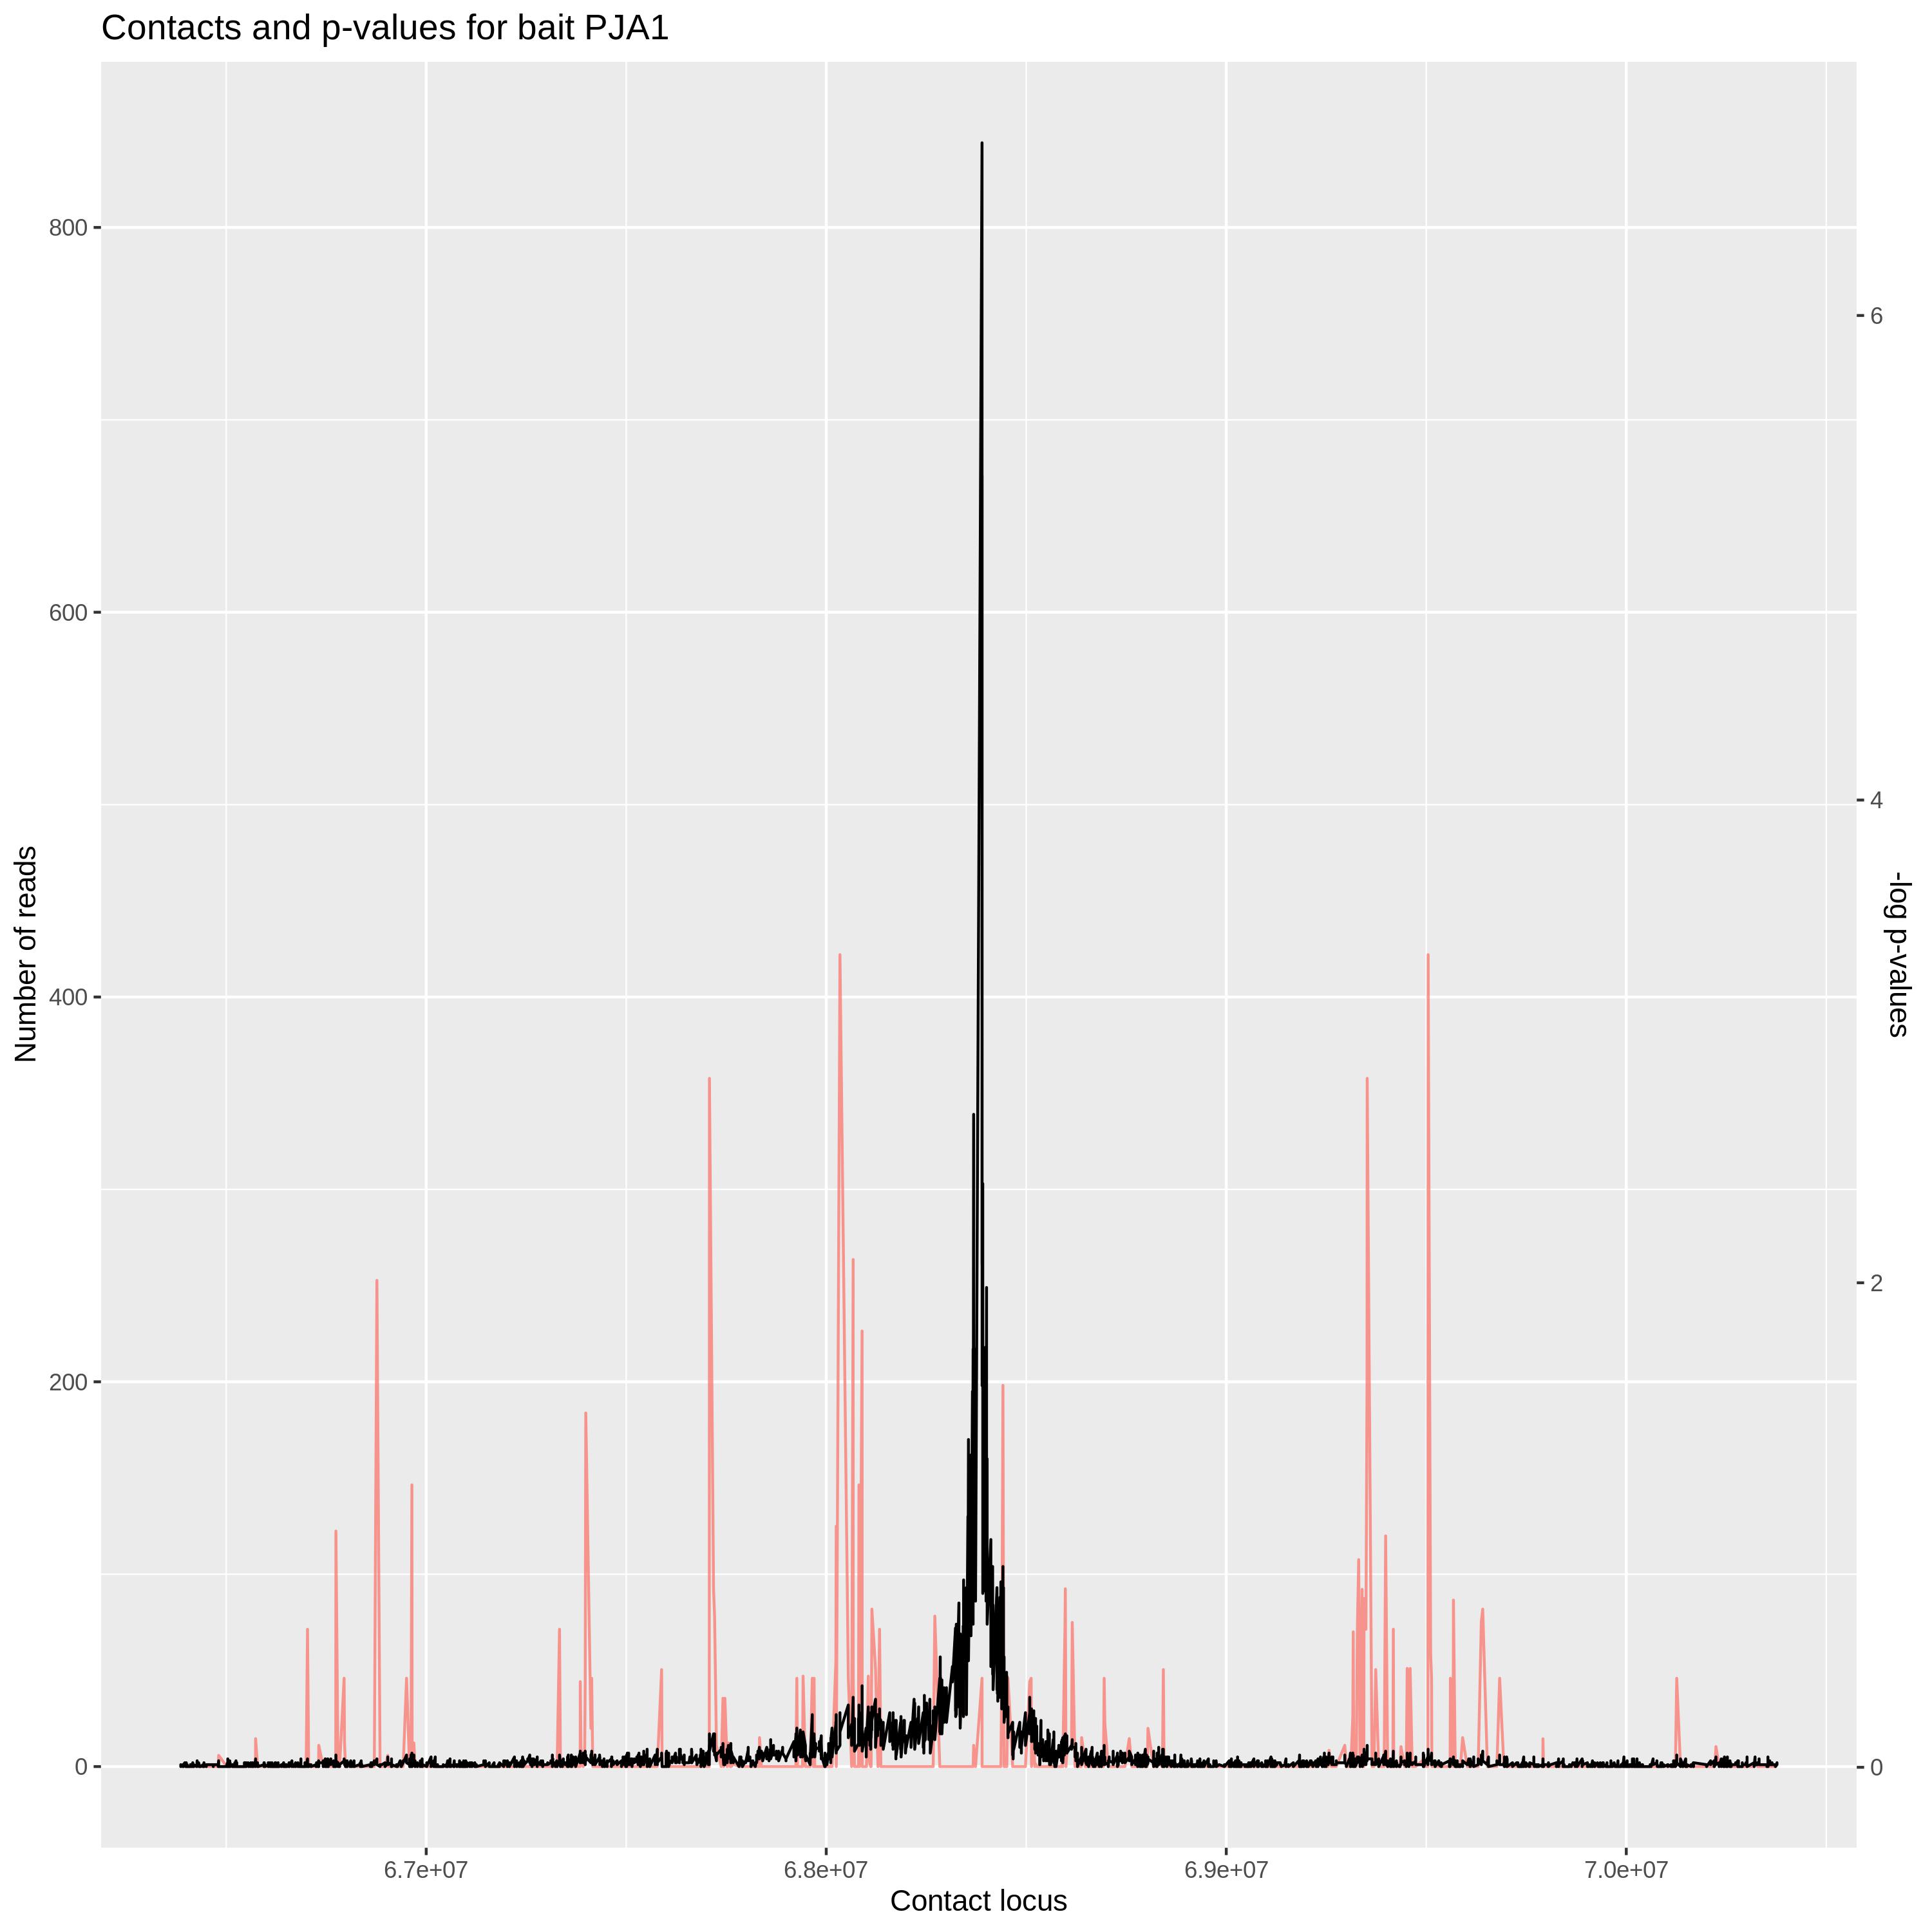 Contacts and p-values for bait PJA1
800
600
400
200
0
Number of reads
6
4
2
0
-log p-values
6.7e+07
6.8e+07
6.9e+07
7.0e+07
Contact locus